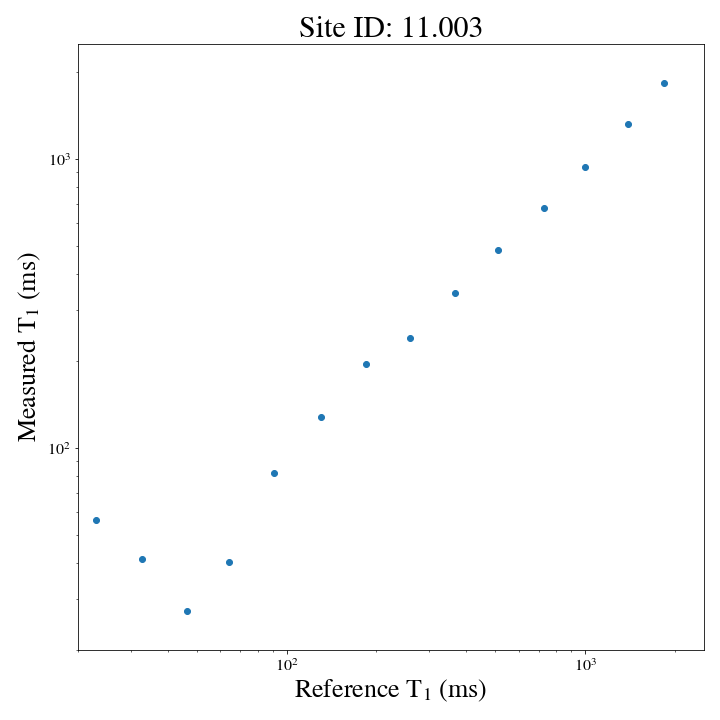 Site ID: 11.003
Measured T₁ (ms)
10³
10²
10²
10³
Reference T₁ (ms)